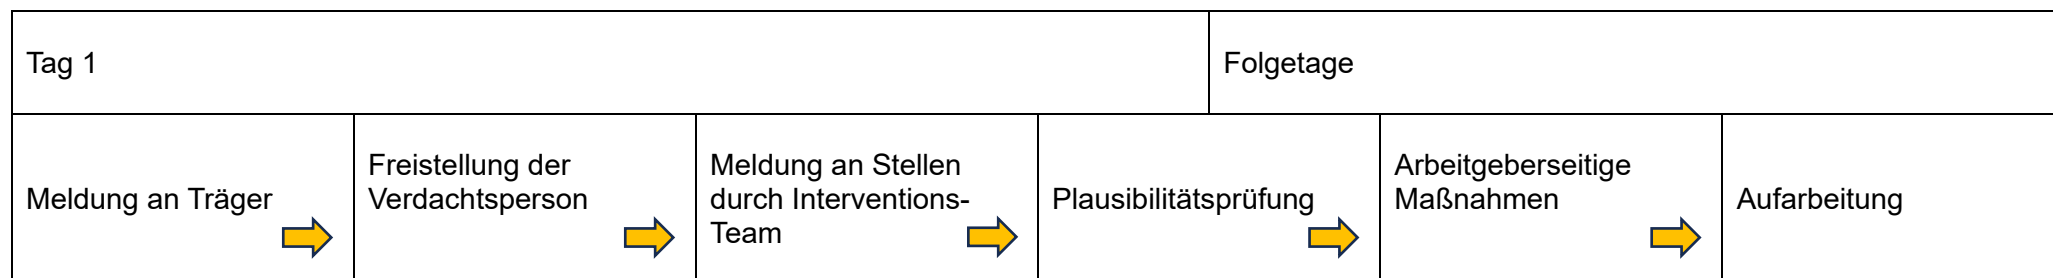 Tag 1
Folgetage
Meldung an Träger
Freistellung der
Verdachtsperson
Meldung an Stellen
durch Interventions-
Team
Plausibilitätsprüfung
Arbeitgeberseitige
Maßnahmen
Aufarbeitung